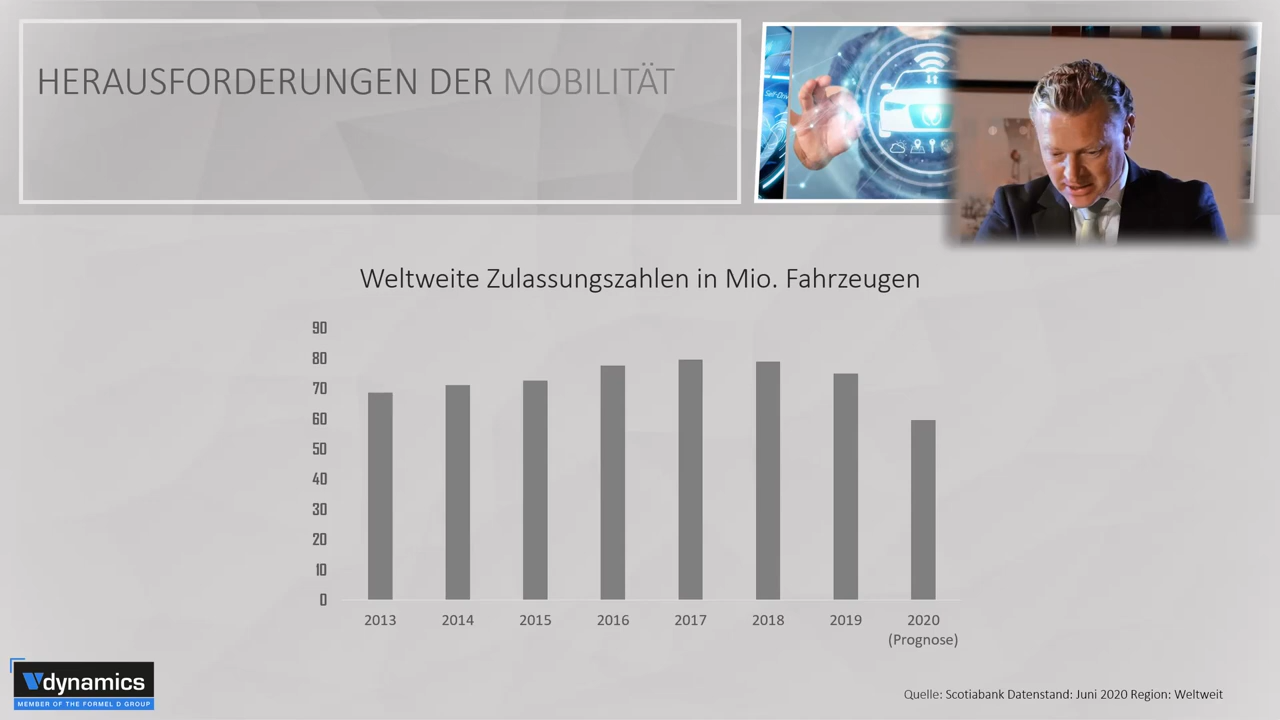 HERAUSFORDERUNGEN DER MOBILITÄT
Self-Driv
Weltweite Zulassungszahlen in Mio. Fahrzeugen
90
80
70
60
50
40
30
20
10
0
2013 2014 2015 2016 2017 2018 2019 2020
(Prognose)
Vdynamics
MEMBER OF THE FORMEL D GROUP
Quelle: Scotiabank Datenstand: Juni 2020 Region: Weltweit